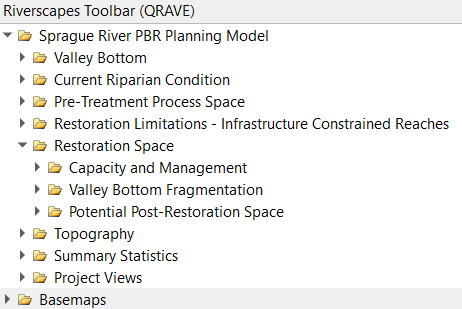 Riverscapes Toolbar (QRAVE)
Sprague River PBR Planning Model
Valley Bottom
Current Riparian Condition
Pre-Treatment Process Space
Restoration Limitations - Infrastructure Constrained Reaches
Restoration Space
Capacity and Management
Valley Bottom Fragmentation
Potential Post-Restoration Space
Topography
Summary Statistics
Project Views
Basemaps